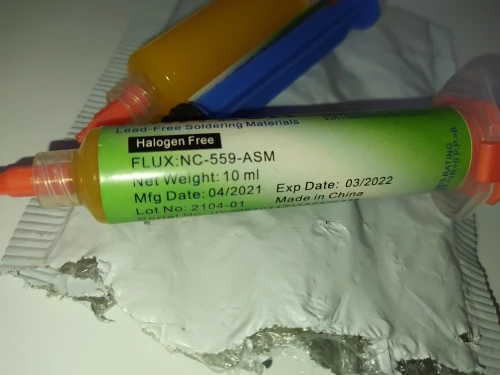 Lead-Free Soldering Materials
Halogen Free
FLUX:NC-559-ASM
Net Weight: 10 ml
Mfg Date: 04/2021 Exp Date: 03/2022
Lot No: 2104-01 Made in China